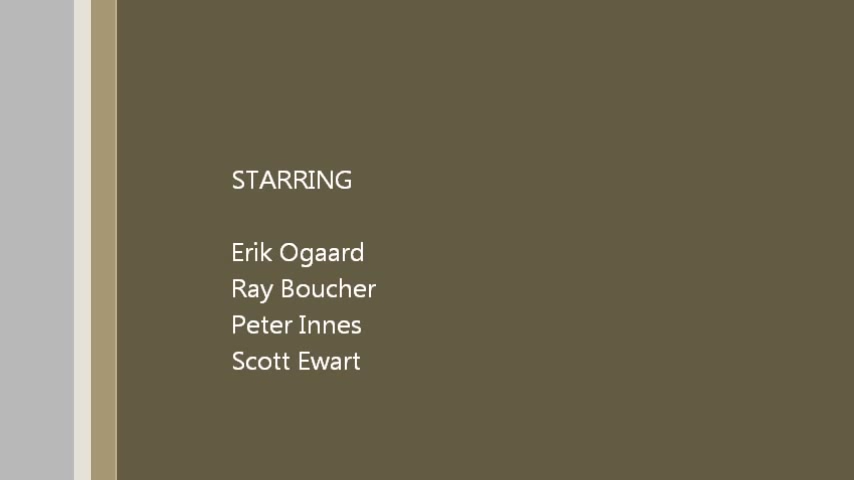 STARRING
Erik Ogaard
Ray Boucher
Peter Innes
Scott Ewart